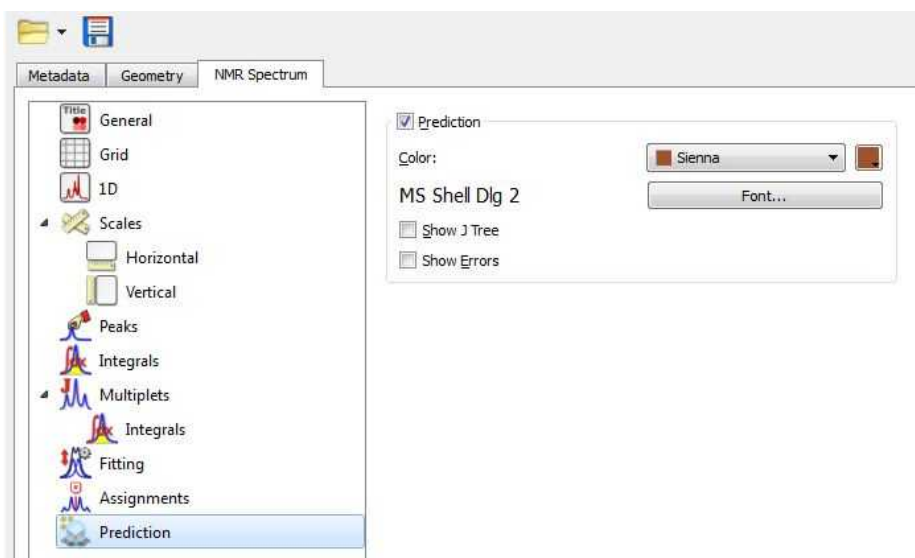 Metadata Geometry NMR Spectrum
Title
General
Grid
1D
Scales
Horizontal
Vertical
Peaks
Integrals
Multiplets
Integrals
Fitting
Assignments
Prediction
Prediction
Color: Sienna
MS Shell Dlg 2 Font...
Show J Tree
Show Errors